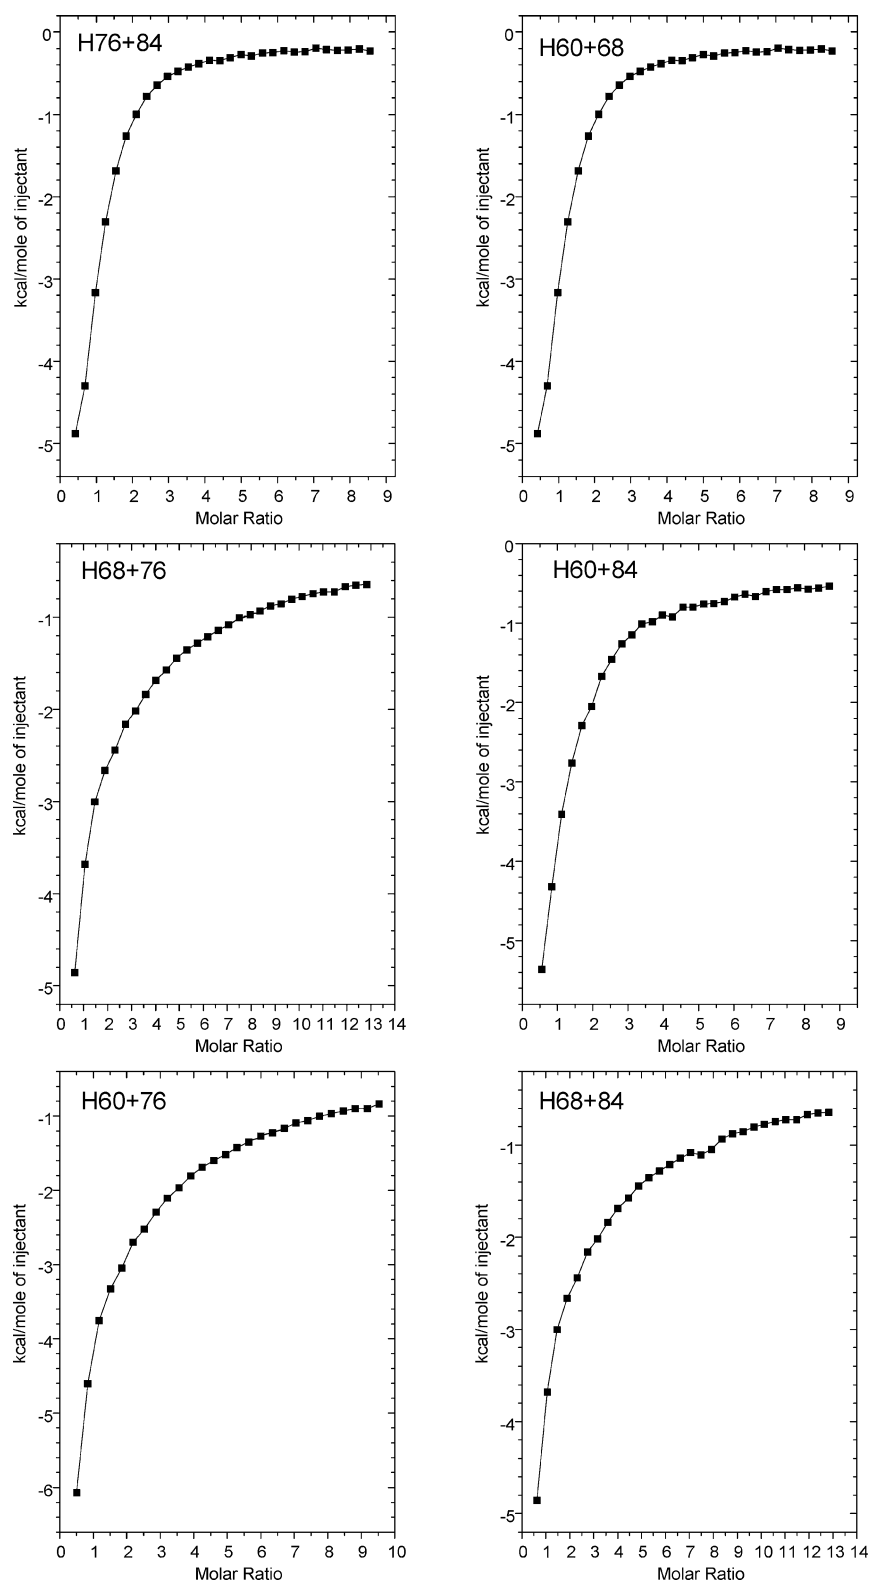 H76+84
0
-1
-2
-3
-4
-5
kcal/mole of injectant
0 1 2 3 4 5 6 7 8 9
Molar Ratio
H60+68
0
-1
-2
-3
-4
-5
kcal/mole of injectant
0 1 2 3 4 5 6 7 8 9
Molar Ratio
H68+76
-1
-2
-3
-4
-5
kcal/mole of injectant
0 1 2 3 4 5 6 7 8 9 10 11 12 13 14
Molar Ratio
H60+84
0
-1
-2
-3
-4
-5
kcal/mole of injectant
0 1 2 3 4 5 6 7 8 9
Molar Ratio
H60+76
-1
-2
-3
-4
-5
-6
kcal/mole of injectant
0 1 2 3 4 5 6 7 8 9 10
Molar Ratio
H68+84
-1
-2
-3
-4
-5
kcal/mole of injectant
0 1 2 3 4 5 6 7 8 9 10 11 12 13 14
Molar Ratio